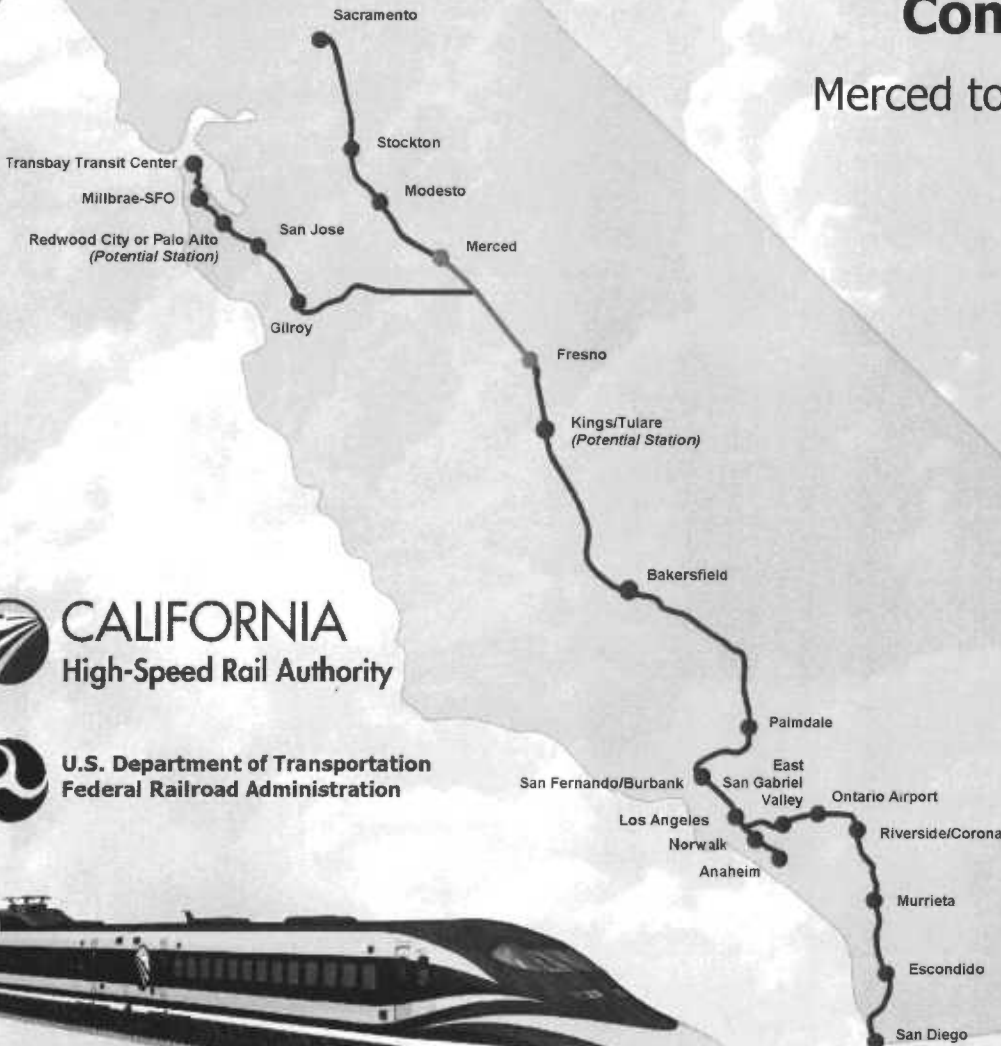 Con
Merced to
Sacramento
Stockton
Transbay Transit Center
Modesto
Millbrae-SFO
San Jose
Redwood City or Palo Alto
(Potential Station)
Merced
Gilroy
Fresno
Kings/Tulare
(Potential Station)
Bakersfield
CALIFORNIA
High-Speed Rail Authority
Palmdale
U.S. Department of Transportation
Federal Railroad Administration
San Fernando/Burbank
East
San Gabriel
Valley
Ontario Airport
Los Angeles
Riverside/Corona
Norwalk
Anaheim
Murrieta
Escondido
San Diego